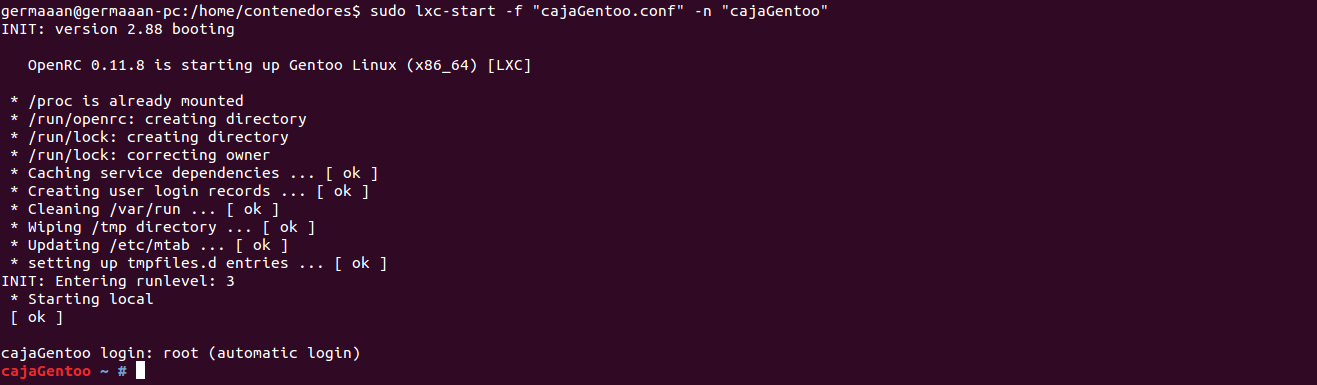 germaaan@germaaan-pc:/home/contenedores$ sudo lxc-start -f "cajaGentoo.conf" -n "cajaGentoo"
INIT: version 2.88 booting
OpenRC 0.11.8 is starting up Gentoo Linux (x86_64) [LXC]
* /proc is already mounted
* /run/openrc: creating directory
* /run/lock: creating directory
* /run/lock: correcting owner
* Caching service dependencies ... [ ok ]
* Creating user login records ... [ ok ]
* Cleaning /var/run ... [ ok ]
* Wiping /tmp directory ... [ ok ]
* Updating /etc/mtab ... [ ok ]
* setting up tmpfiles.d entries ... [ ok ]
INIT: Entering runlevel: 3
* Starting local
[ ok ]
cajaGentoo login: root (automatic login)
cajaGentoo ~ #